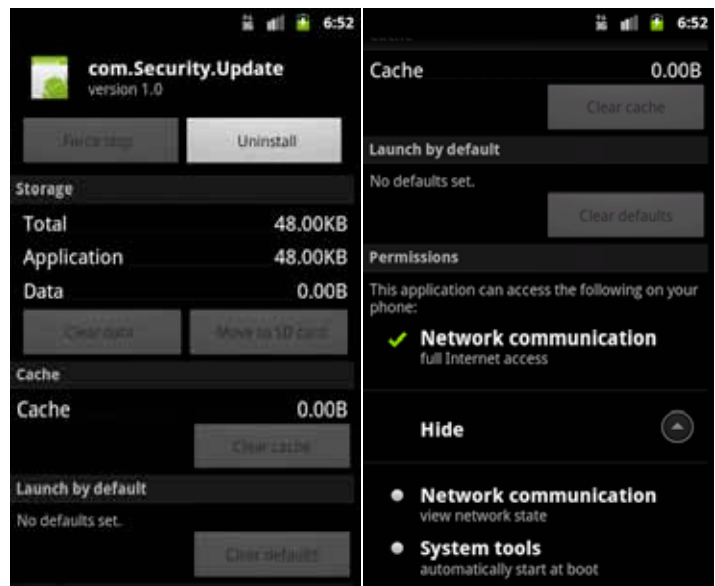 6:52
com.Security.Update
version 1.0
Force stop
Uninstall
Storage
Total 48.00KB
Application 48.00KB
Data 0.00B
Clear data
Move to SD card
Cache
Cache 0.00B
Clear cache
Launch by default
No defaults set.
Clear defaults
6:52
Cache
Cache 0.00B
Clear cache
Launch by default
No defaults set.
Clear defaults
Permissions
This application can access the following on your
phone:
Network communication
full Internet access
Hide
Network communication
view network state
System tools
automatically start at boot